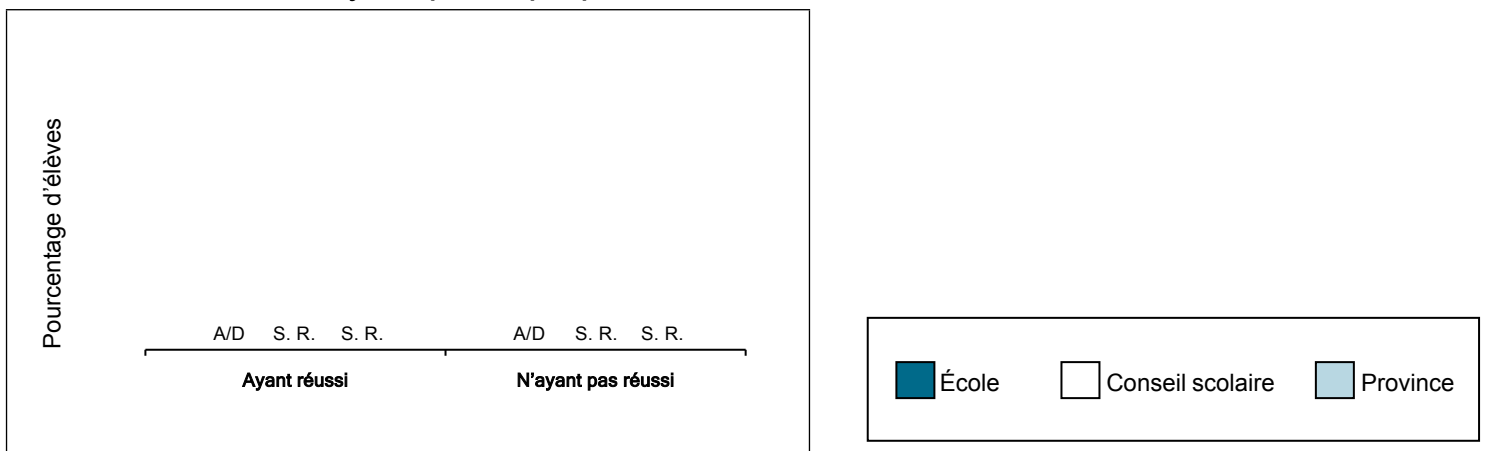 Pourcentage d'élèves
A/D S. R. S. R. A/D S. R. S. R.
Ayant réussi N'ayant pas réussi
École Conseil scolaire Province